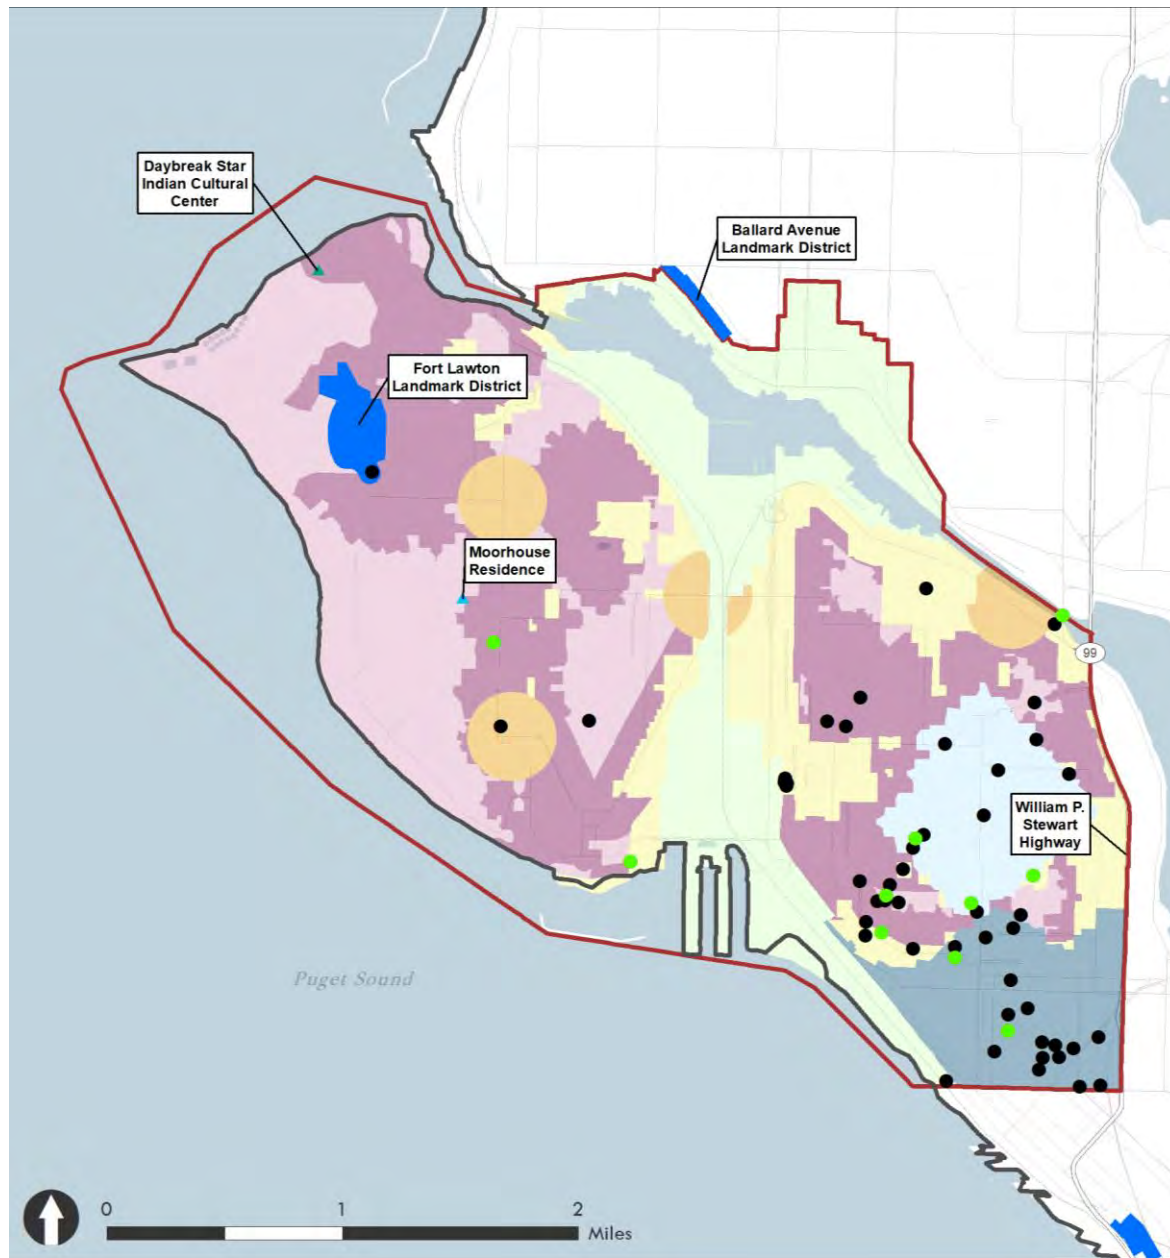 Daybreak Star
Indian Cultural
Center
Ballard Avenue
Landmark District
Fort Lawton
Landmark District
Moorhouse
Residence
99
William P.
Stewart
Highway
Puget Sound
0
1
2
Miles